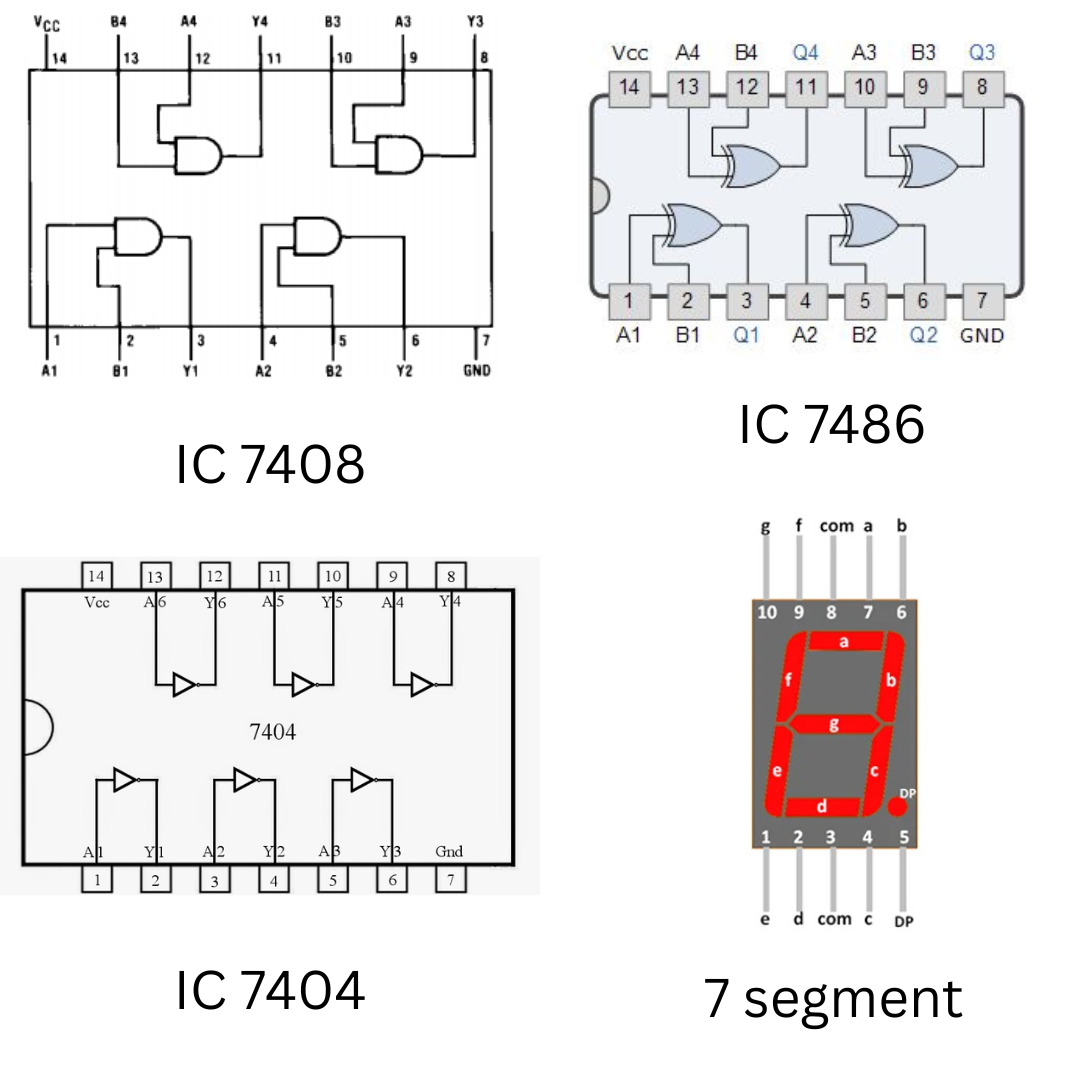 VCC B4 A4 Y4 B3 A3 Y3
14 13 12 11 10 9 8
1 2 3 4 5 6 7
A1 B1 Y1 A2 B2 Y2 GND
IC 7408
Vcc A4 B4 Q4 A3 B3 Q3
14 13 12 11 10 9 8
1 2 3 4 5 6 7
A1 B1 Q1 A2 B2 Q2 GND
IC 7486
14 13 12 11 10 9 8
Vcc A6 Y6 A5 Y5 A4 Y4
7404
A1 Y1 A2 Y2 A3 Y3 Gnd
1 2 3 4 5 6 7
IC 7404
g f com a b
10 9 8 7 6
a
f b
g
e c
DP
d
1 2 3 4 5
e d com c DP
7 segment